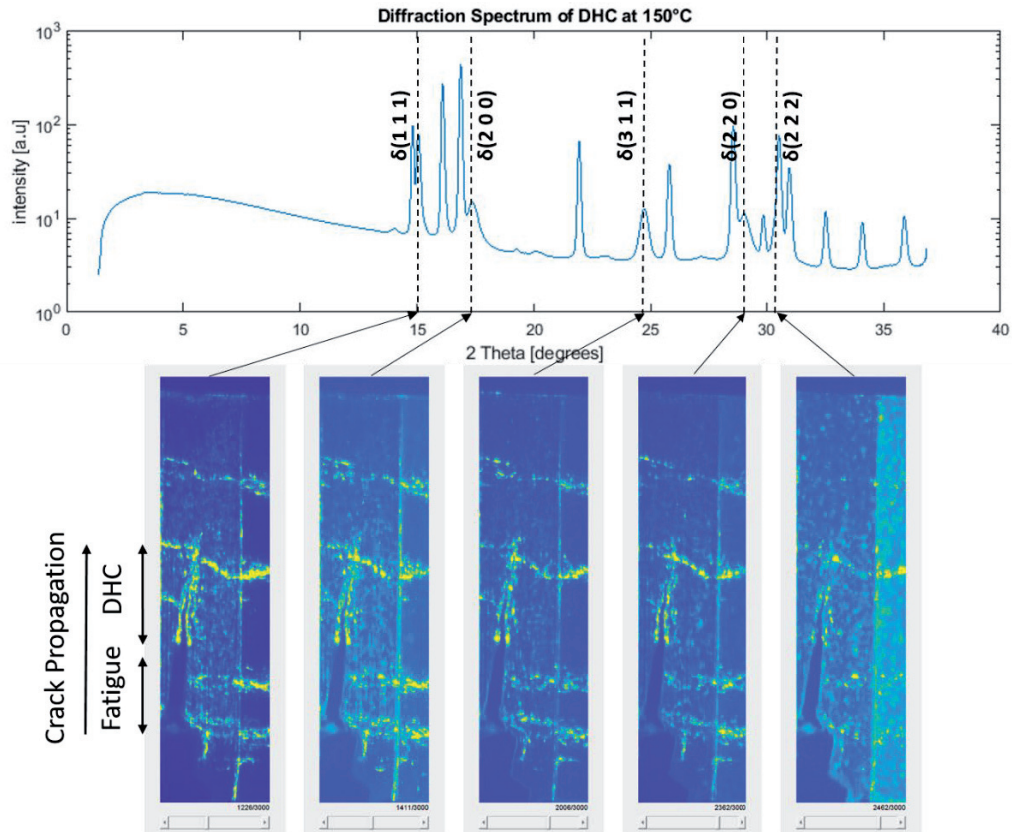 Diffraction Spectrum of DHC at 150°C
intensity [a.u]
10³
10²
10¹
10⁰
δ(1 1 1)
δ(2 0 0)
δ(3 1 1)
δ(2 2 0)
δ(2 2 2)
0 5 15 20 25 30 35 40
2 Theta [degrees]
Crack Propagation
Fatigue DHC
1226/3000 1411/3000 2006/3000 2362/3000 2462/3000